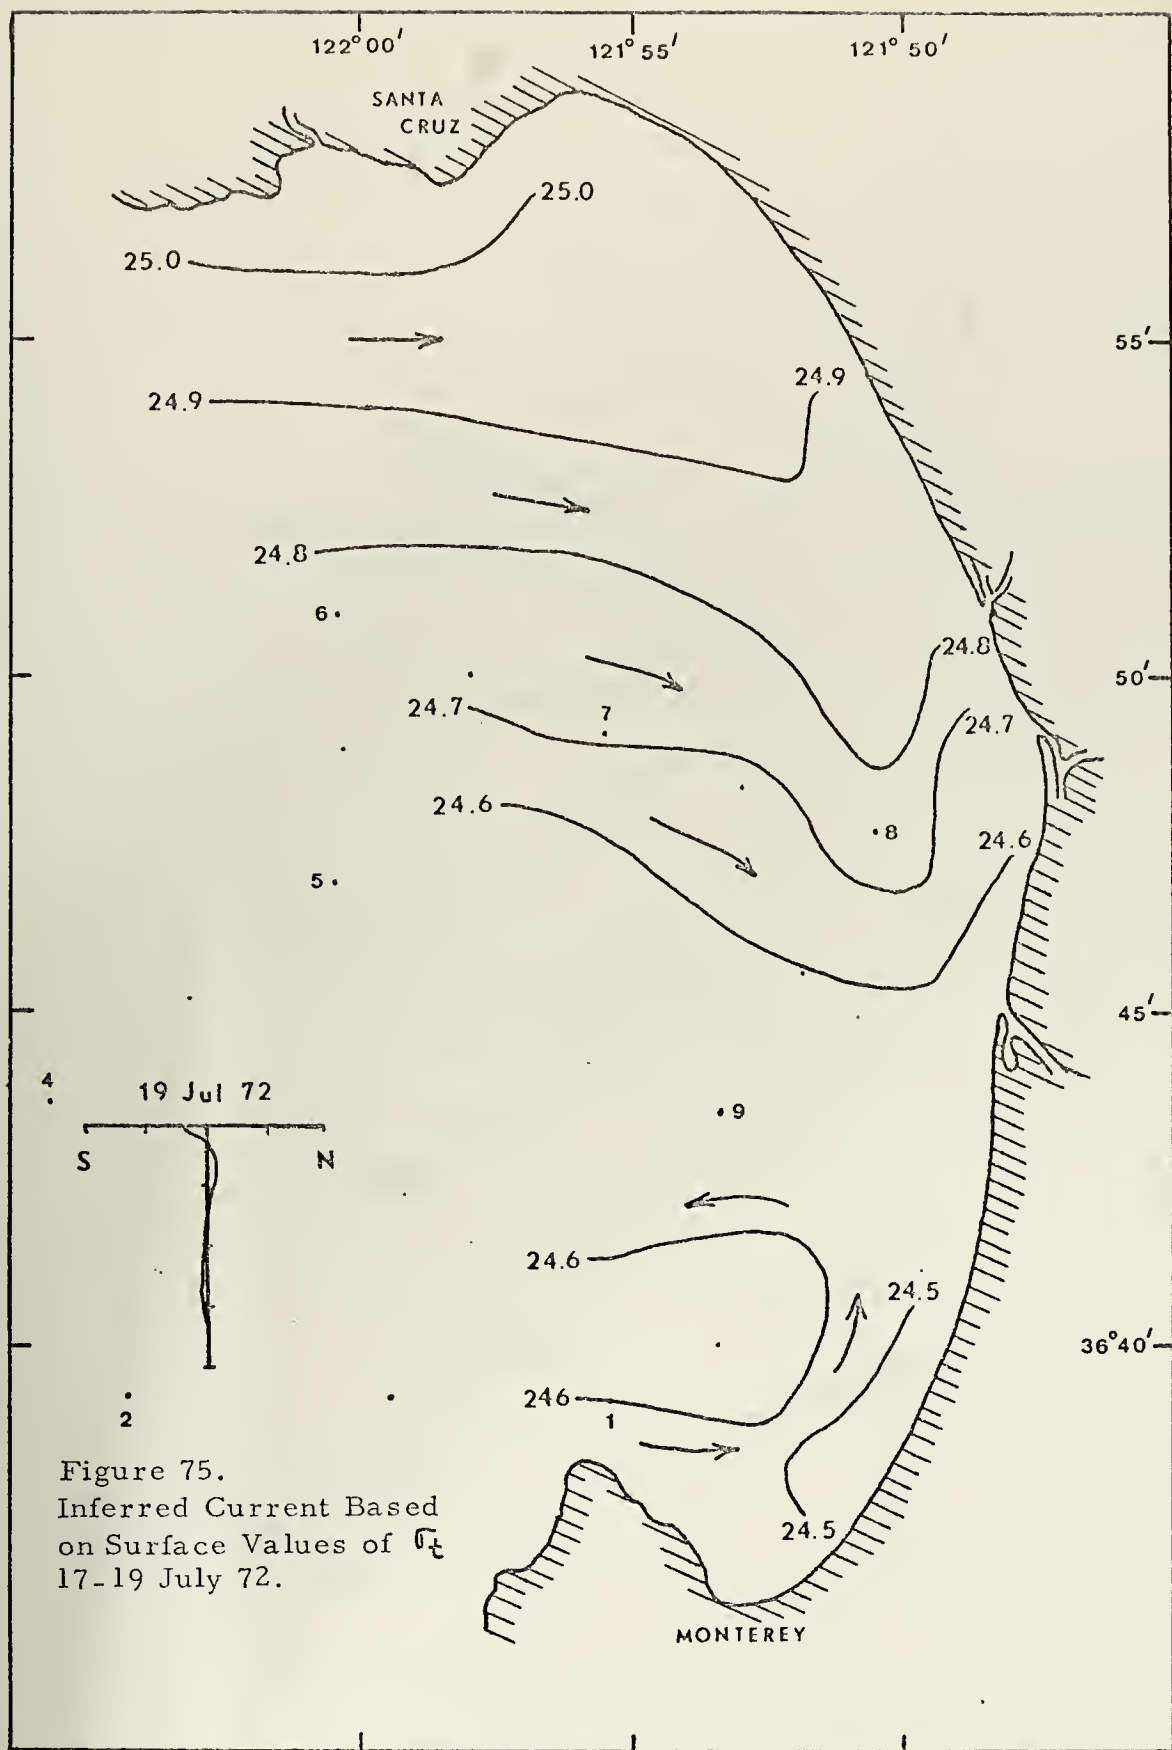 122°00′ 121°55′ 121°50′
SANTA
CRUZ
25.0
25.0
55′
24.9
24.9
24.8
6
24.8
50′
24.7
7
24.7
24.6
8
24.6
5
45′
4
19 Jul 72
9
S N
24.6
24.5
36°40′
246
2
1
Figure 75.
Inferred Current Based
on Surface Values of σt
17-19 July 72.
24.5
MONTEREY